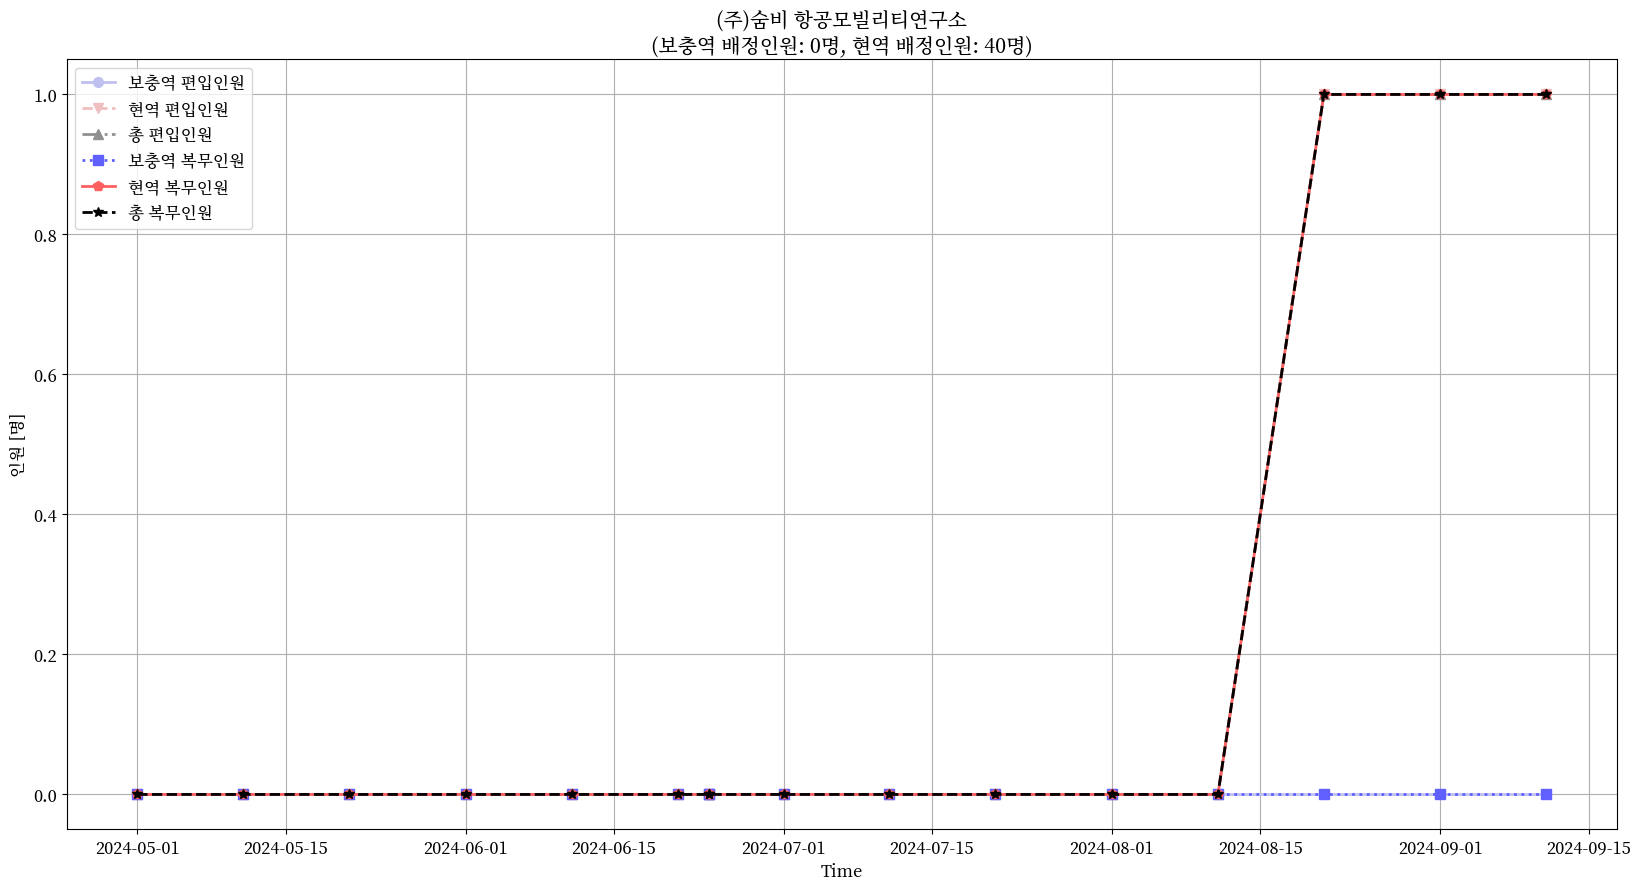 (주)숨비 항공모빌리티연구소
(보충역 배정인원: 0명, 현역 배정인원: 40명)
보충역 편입인원
현역 편입인원
총 편입인원
보충역 복무인원
현역 복무인원
총 복무인원
1.0
0.8
0.6
0.4
0.2
0.0
인원 [명]
2024-05-01 2024-05-15 2024-06-01 2024-06-15 2024-07-01 2024-07-15 2024-08-01 2024-08-15 2024-09-01 2024-09-15
Time